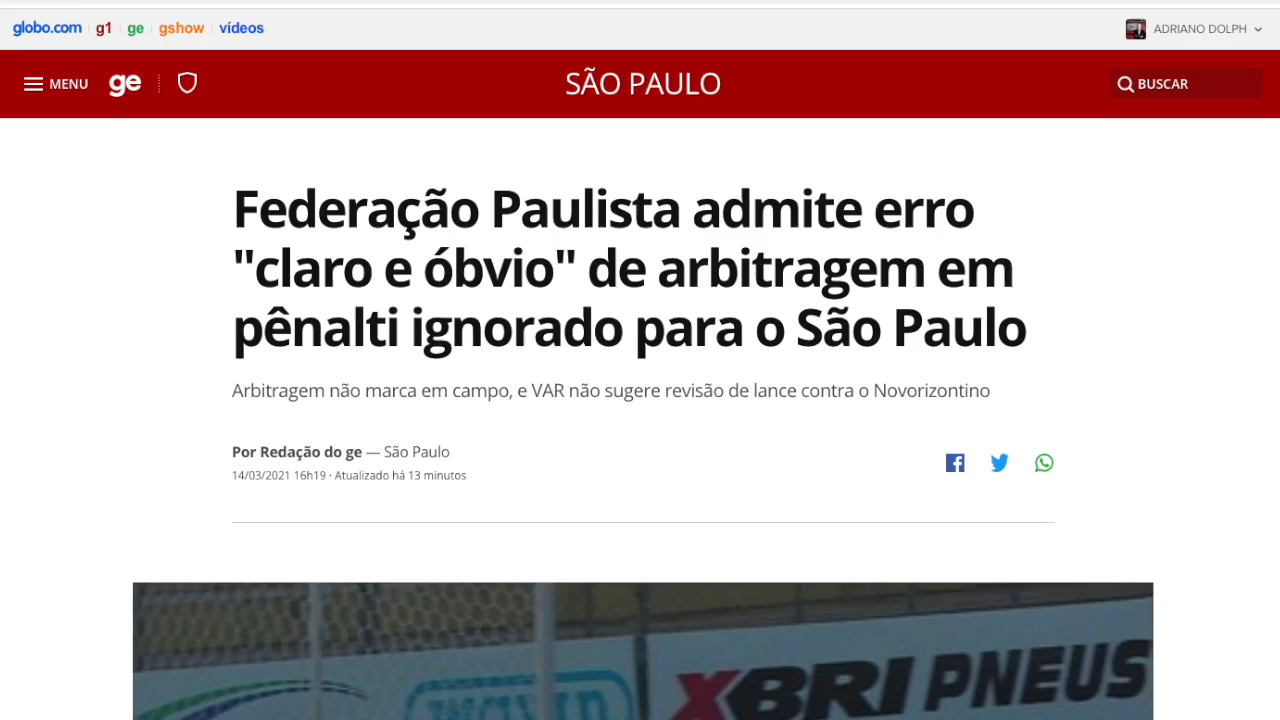 globo.com g1 ge gshow vídeos ADRIANO DOLPH
MENU ge SÃO PAULO BUSCAR
Federação Paulista admite erro
"claro e óbvio" de arbitragem em
pênalti ignorado para o São Paulo
Arbitragem não marca em campo, e VAR não sugere revisão de lance contra o Novorizontino
Por Redação do ge — São Paulo
14/03/2021 16h19 · Atualizado há 13 minutos
XBRI PNEUS